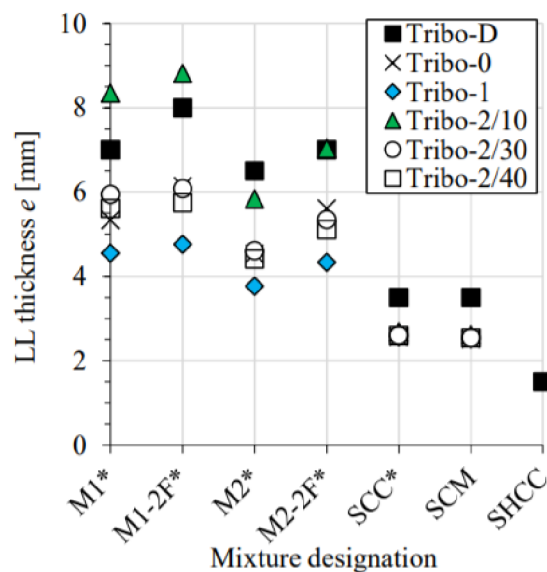 10
8
6
4
2
0
LL thickness e [mm]
Tribo-D
Tribo-0
Tribo-1
Tribo-2/10
Tribo-2/30
Tribo-2/40
M1*
M1-2F*
M2*
M2-2F*
SCC*
SCM
SHCC
Mixture designation